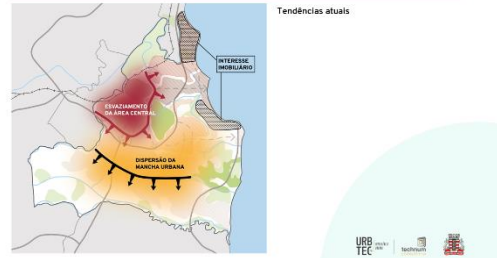 Tendências atuais
INTERESSE
IMOBILIÁRIO
ESVAZIAMENTO
DA ÁREA CENTRAL
DISPERSÃO DA
MANCHA URBANA
URB
TEC
technum